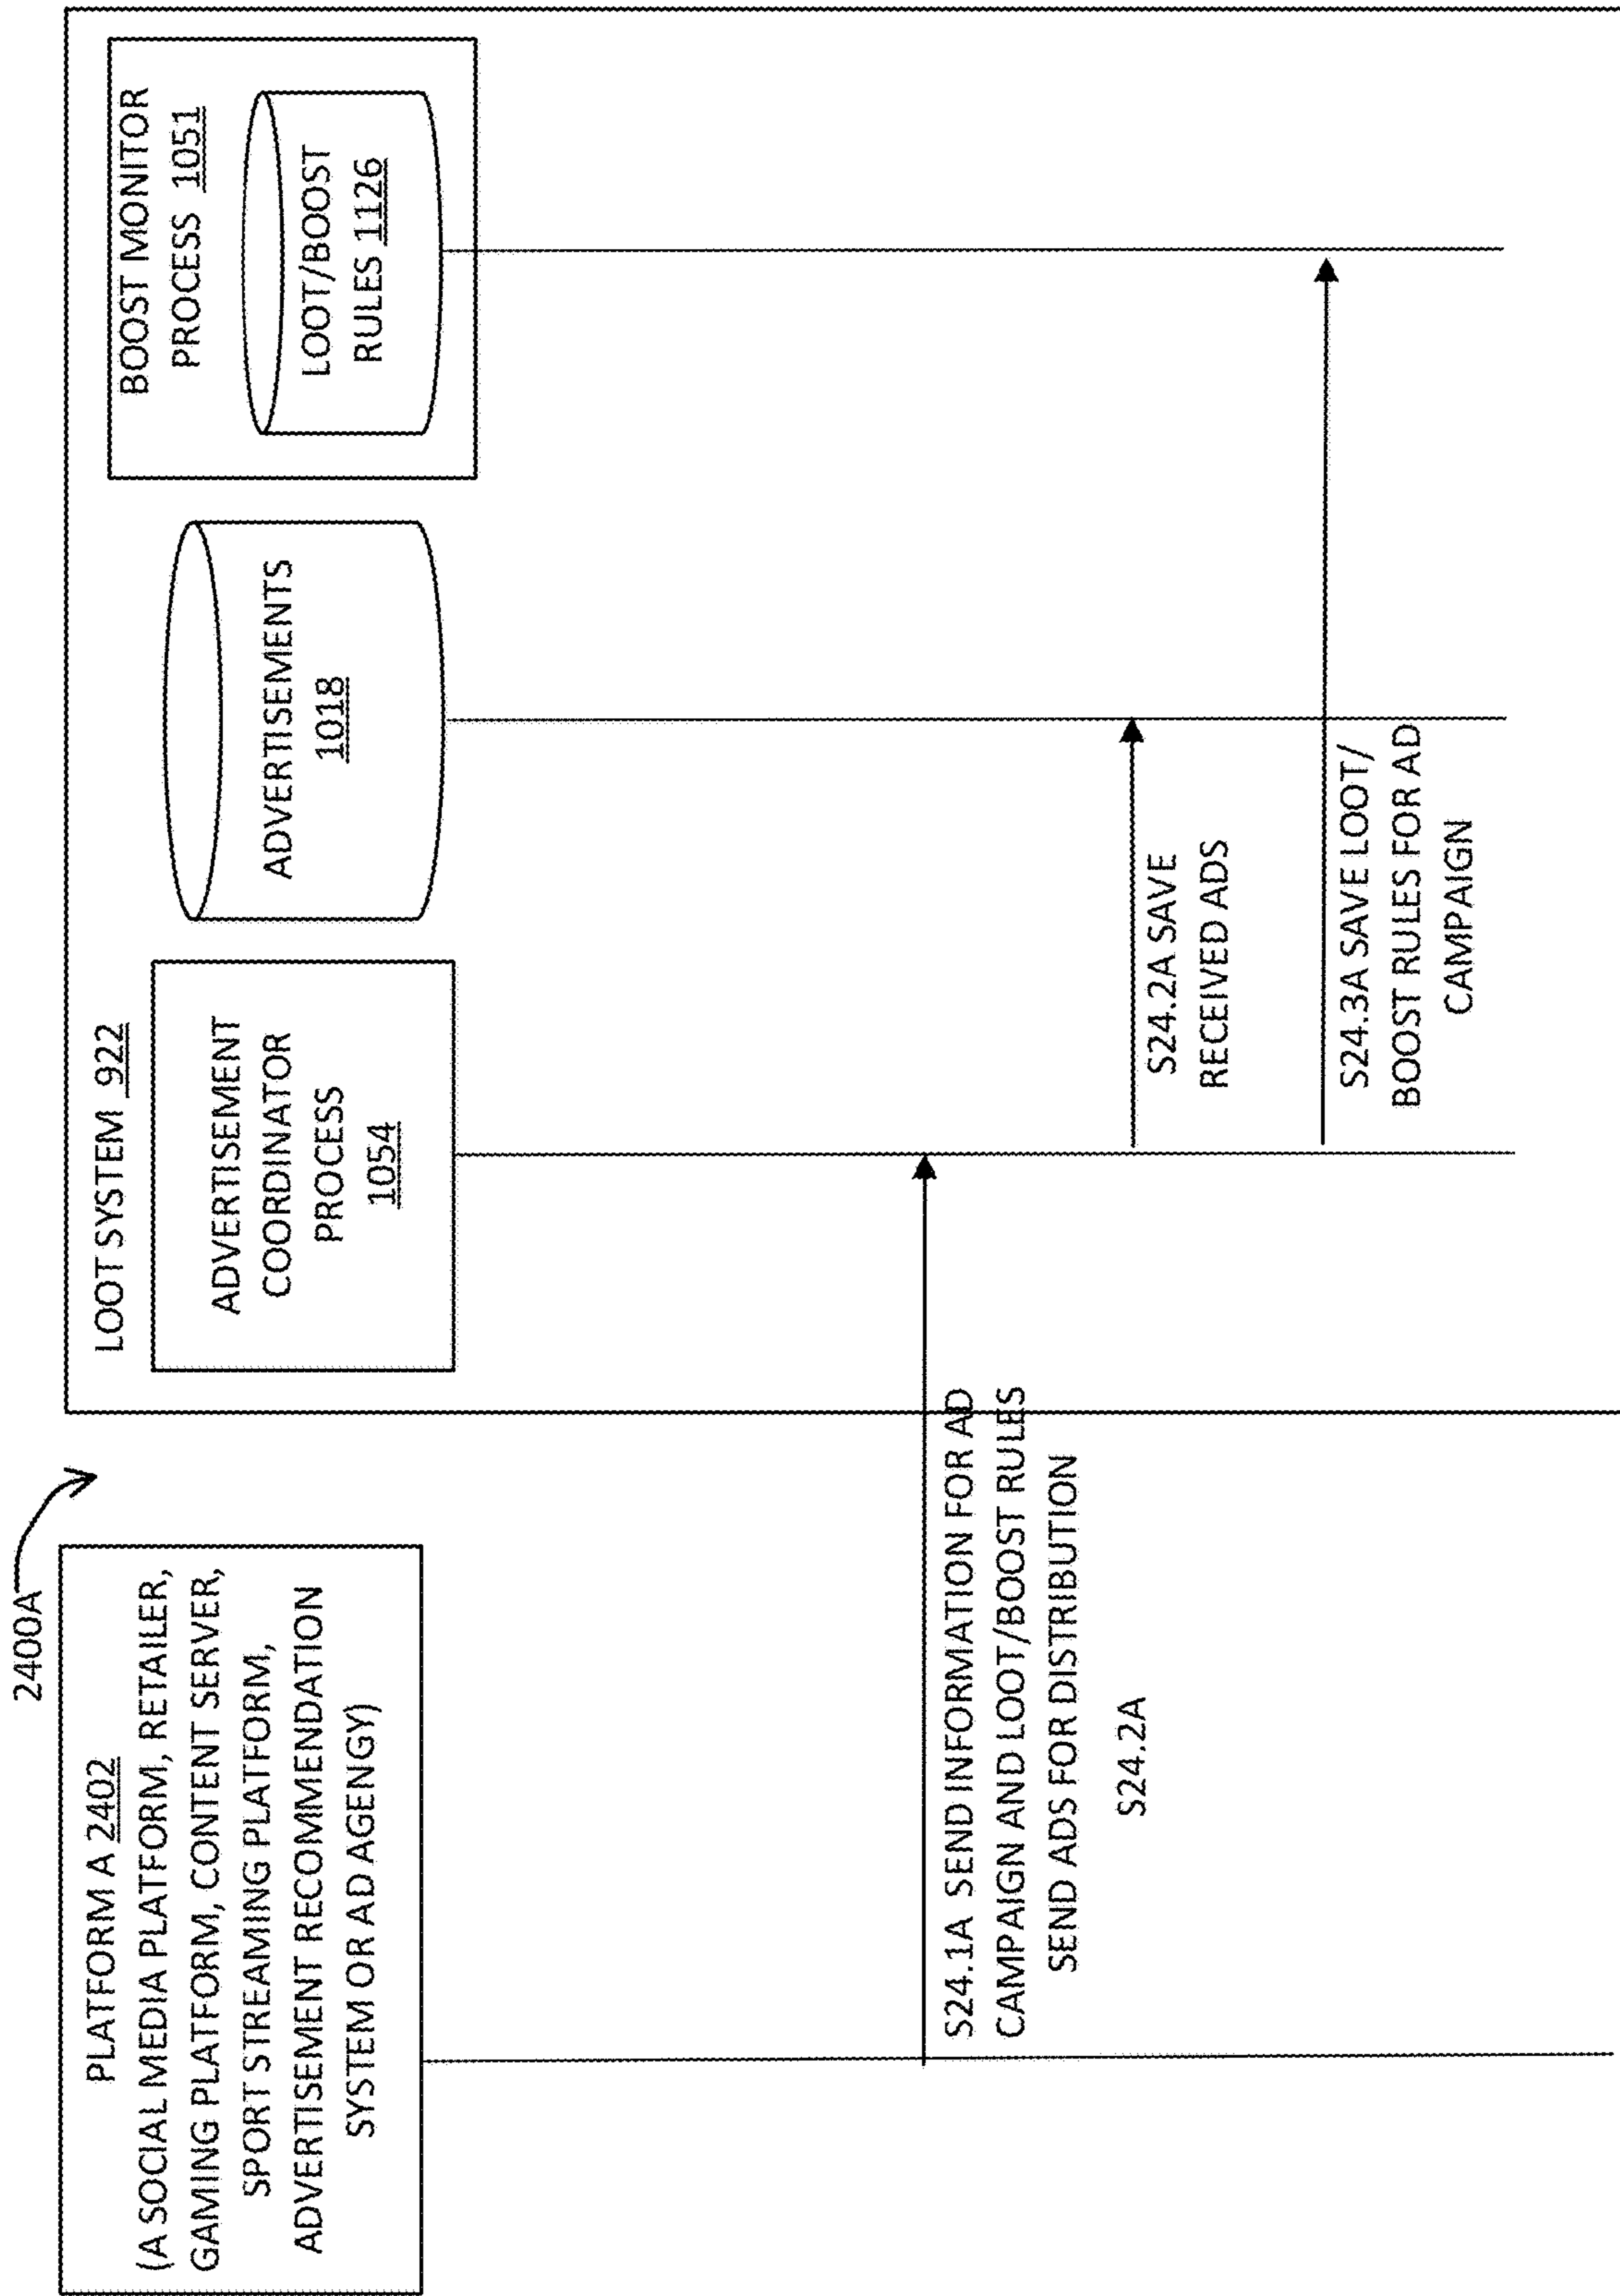 2400A
PLATFORM A 2402
(A SOCIAL MEDIA PLATFORM, RETAILER,
GAMING PLATFORM, CONTENT SERVER,
SPORT STREAMING PLATFORM,
ADVERTISEMENT RECOMMENDATION
SYSTEM OR AD AGENGY)
LOOT SYSTEM 922
ADVERTISEMENT
COORDINATOR
PROCESS
1054
ADVERTISEMENTS
1018
BOOST MONITOR
PROCESS 1051
LOOT/BOOST
RULES 1126
S24.1A SEND INFORMATION FOR AD
CAMPAIGN AND LOOT/BOOST RULES
SEND ADS FOR DISTRIBUTION
S24.2A
S24.2A SAVE
RECEIVED ADS
S24.3A SAVE LOOT/
BOOST RULES FOR AD
CAMPAIGN